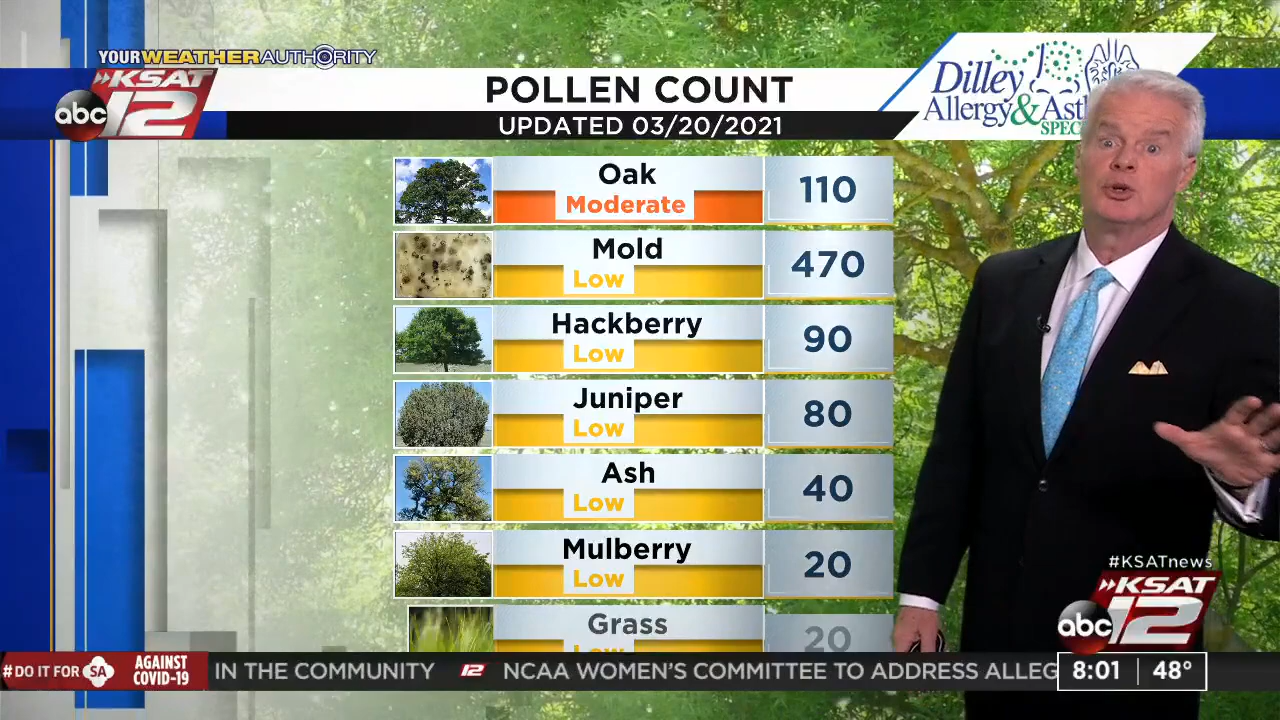 YOURWEATHERAUTHORITY
KSAT
abc 12
POLLEN COUNT
UPDATED 03/20/2021
Dilley
Allergy&
Oak
Moderate
110
Mold
Low
470
Hackberry
Low
90
Juniper
Low
80
Ash
Low
40
Mulberry
Low
20
Grass
Low
20
#KSATnews
KSAT
abc 12
#DO IT FOR SA
AGAINST
COVID-19
IN THE COMMUNITY 12 NCAA WOMEN'S COMMITTEE TO ADDRESS ALLEG
8:01 48°